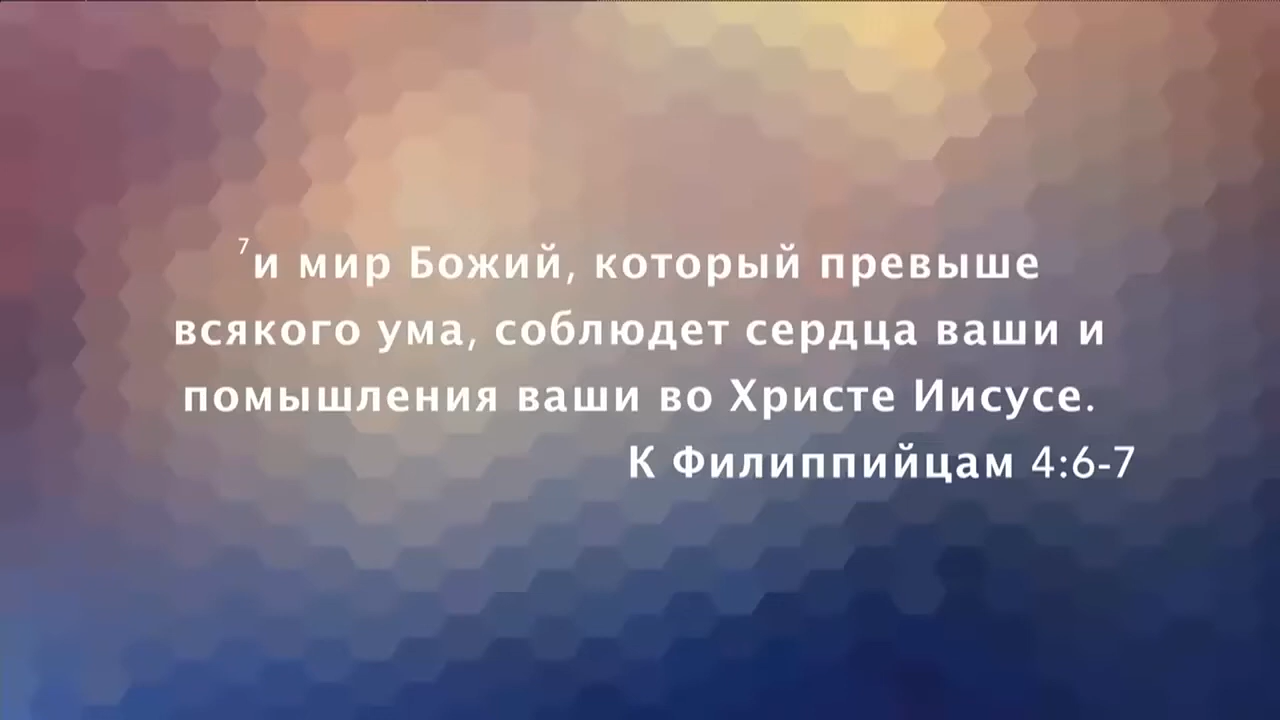 ⁷и мир Божий, который превыше
всякого ума, соблюдет сердца ваши и
помышления ваши во Христе Иисусе.
К Филиппийцам 4:6-7